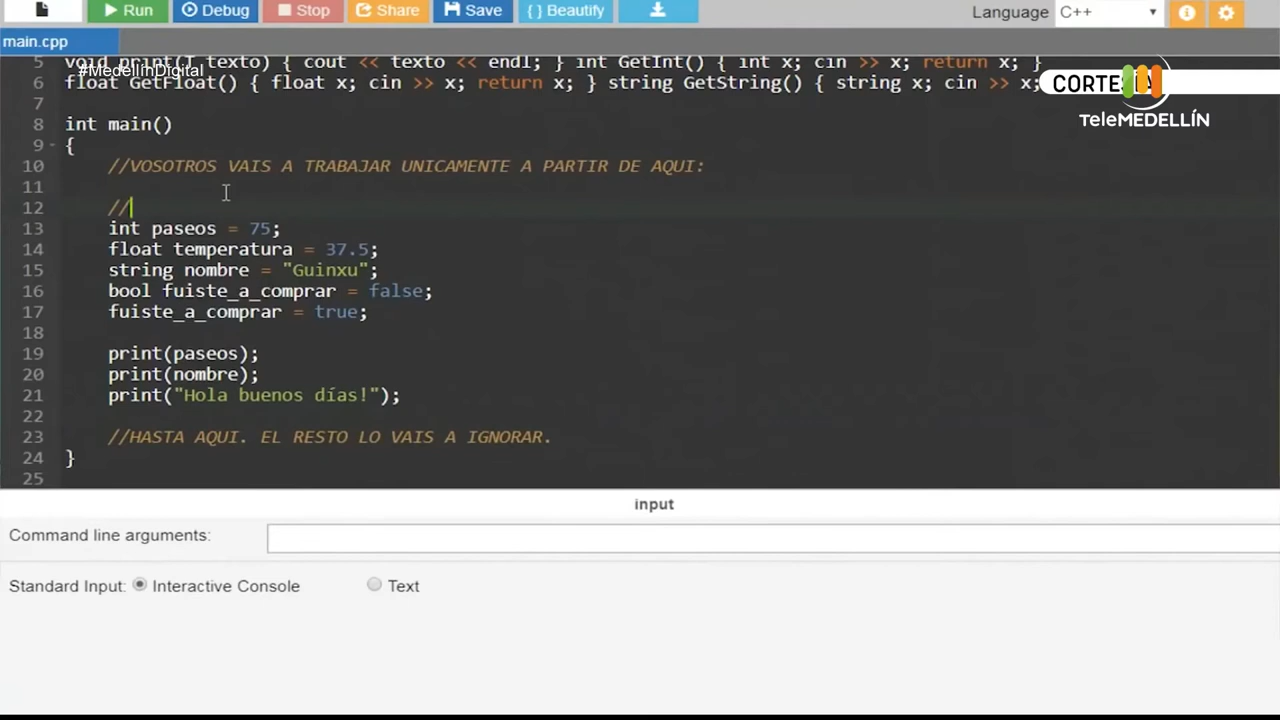 Run Debug Stop Share Save { } Beautify Language C++
main.cpp
#MedellínDigital
5 void print(T texto) { cout << texto << endl; } int GetInt() { int x; cin >> x; return x; }
6 float GetFloat() { float x; cin >> x; return x; } string GetString() { string x; cin >> x;
CORTESÍA
TeleMEDELLÍN
7
8 int main()
9 {
10 //VOSOTROS VAIS A TRABAJAR UNICAMENTE A PARTIR DE AQUI:
11
12 //
13 int paseos = 75;
14 float temperatura = 37.5;
15 string nombre = "Guinxu";
16 bool fuiste_a_comprar = false;
17 fuiste_a_comprar = true;
18
19 print(paseos);
20 print(nombre);
21 print("Hola buenos días!");
22
23 //HASTA AQUI. EL RESTO LO VAIS A IGNORAR.
24 }
25
input
Command line arguments:
Standard Input: Interactive Console Text